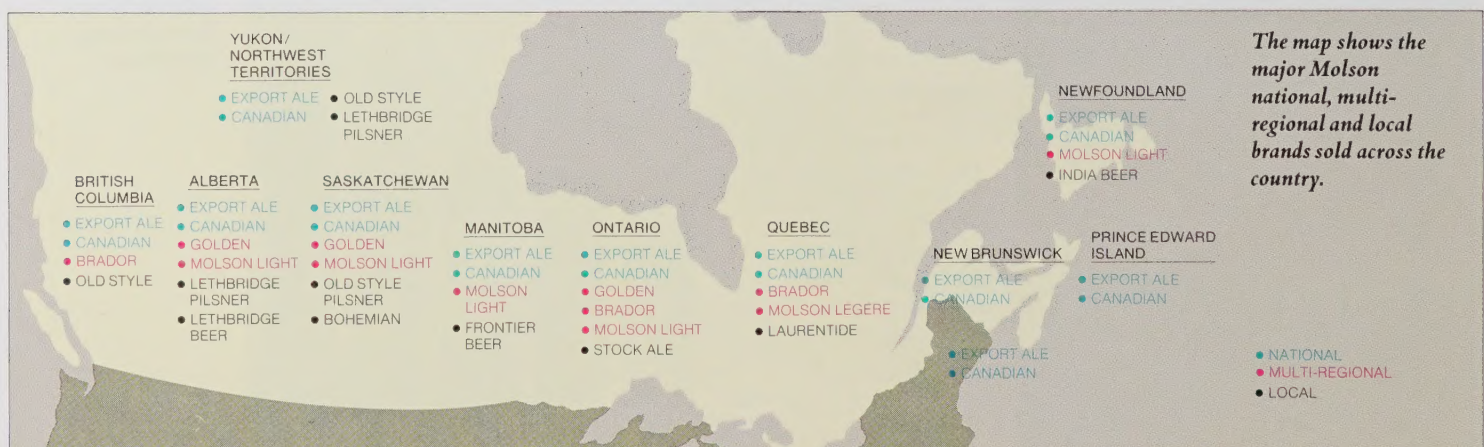 YUKON/
NORTHWEST
TERRITORIES
EXPORT ALE
CANADIAN
OLD STYLE
LETHBRIDGE
PILSNER
BRITISH
COLUMBIA
EXPORT ALE
CANADIAN
BRADOR
OLD STYLE
ALBERTA
EXPORT ALE
CANADIAN
GOLDEN
MOLSON LIGHT
LETHBRIDGE
PILSNER
LETHBRIDGE
BEER
SASKATCHEWAN
EXPORT ALE
CANADIAN
GOLDEN
MOLSON LIGHT
OLD STYLE
PILSNER
BOHEMIAN
MANITOBA
EXPORT ALE
CANADIAN
MOLSON
LIGHT
FRONTIER
BEER
ONTARIO
EXPORT ALE
CANADIAN
GOLDEN
BRADOR
MOLSON LIGHT
STOCK ALE
QUEBEC
EXPORT ALE
CANADIAN
BRADOR
MOLSON LEGERE
LAURENTIDE
NEWFOUNDLAND
EXPORT ALE
CANADIAN
MOLSON LIGHT
INDIA BEER
NEW BRUNSWICK
EXPORT ALE
CANADIAN
PRINCE EDWARD
ISLAND
EXPORT ALE
CANADIAN
EXPORT ALE
CANADIAN
The map shows the
major Molson
national, multi-
regional and local
brands sold across the
country.
NATIONAL
MULTI-REGIONAL
LOCAL